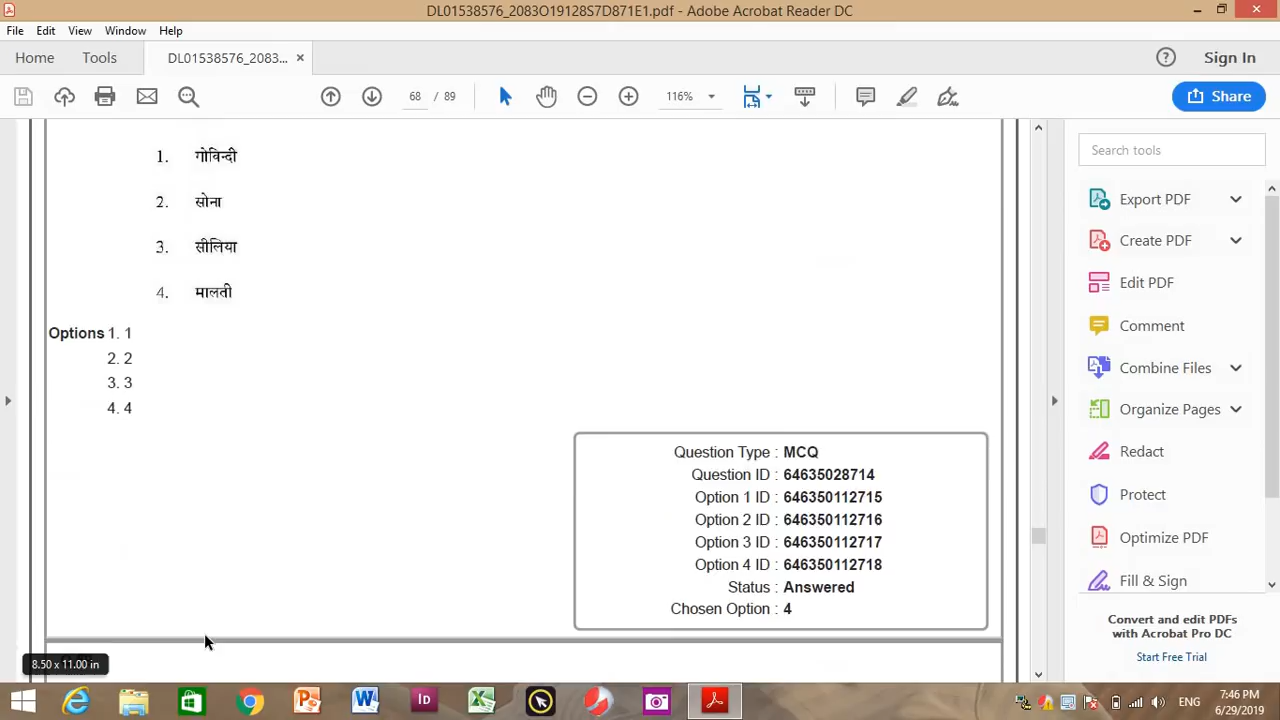 DL01538576_2083O19128S7D871E1.pdf - Adobe Acrobat Reader DC
File Edit View Window Help
Home Tools DL01538576_2083... × Sign In
68 / 89 116% Share
1. गोविन्दी
2. सोना
3. सीलिया
4. मालती
Options 1. 1
2. 2
3. 3
4. 4
Question Type : MCQ
Question ID : 64635028714
Option 1 ID : 646350112715
Option 2 ID : 646350112716
Option 3 ID : 646350112717
Option 4 ID : 646350112718
Status : Answered
Chosen Option : 4
8.50 x 11.00 in
Search tools
Export PDF
Create PDF
Edit PDF
Comment
Combine Files
Organize Pages
Redact
Protect
Optimize PDF
Fill & Sign
Convert and edit PDFs
with Acrobat Pro DC
Start Free Trial
ENG
7:46 PM
6/29/2019